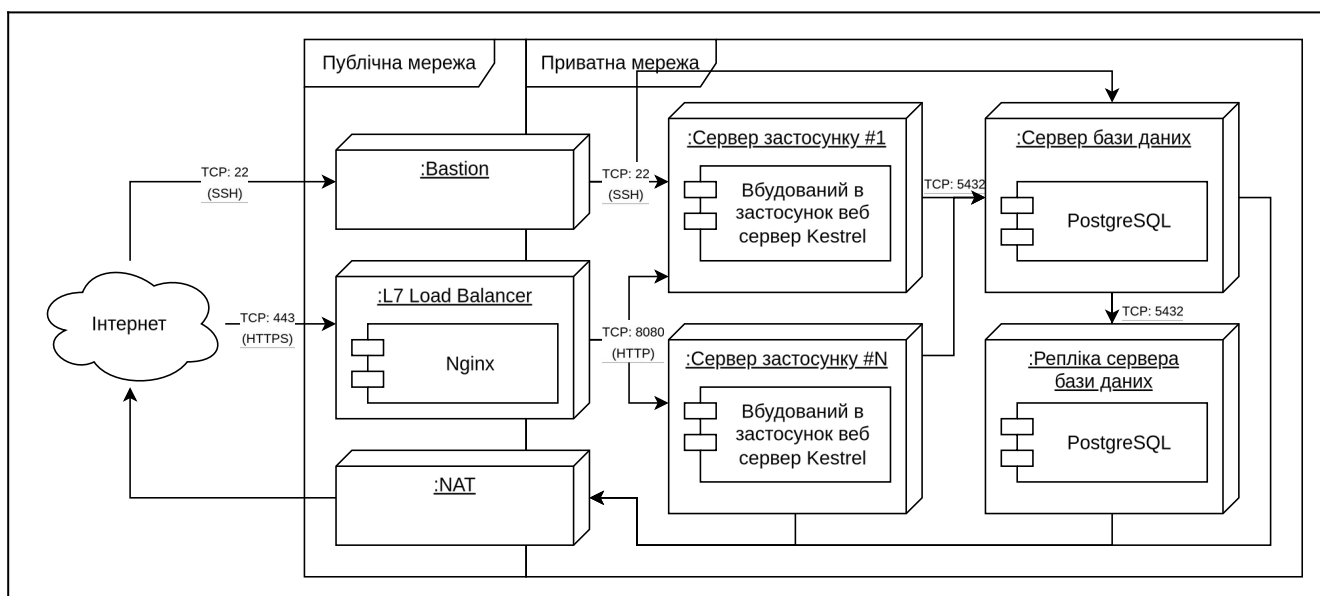 Публічна мережа
Приватна мережа
:Bastion
TCP: 22
(SSH)
TCP: 22
(SSH)
:Сервер застосунку #1
Вбудований в
застосунок веб
сервер Kestrel
TCP: 5432
:Сервер бази даних
PostgreSQL
Інтернет
TCP: 443
(HTTPS)
:L7 Load Balancer
Nginx
TCP: 8080
(HTTP)
:Сервер застосунку #N
Вбудований в
застосунок веб
сервер Kestrel
TCP: 5432
:Репліка сервера
бази даних
PostgreSQL
:NAT